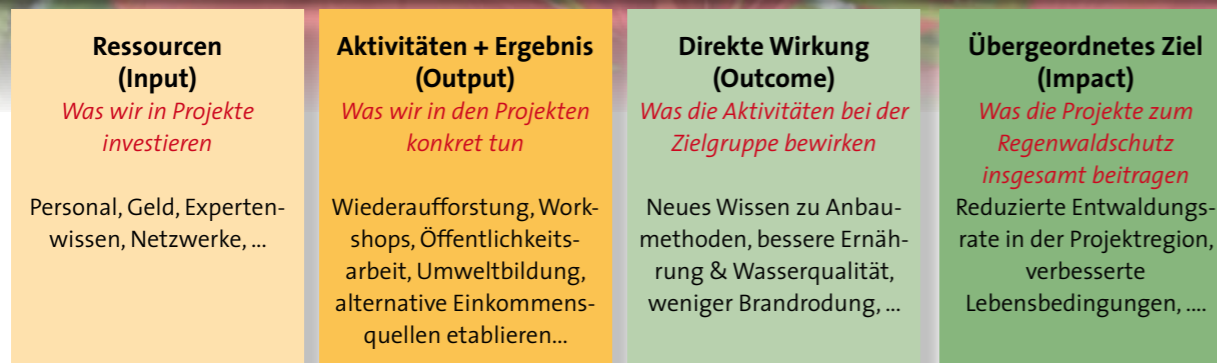 Ressourcen
(Input)
Was wir in Projekte
investieren
Personal, Geld, Experten-
wissen, Netzwerke, ...
Aktivitäten + Ergebnis
(Output)
Was wir in den Projekten
konkret tun
Wiederaufforstung, Work-
shops, Öffentlichkeits-
arbeit, Umweltbildung,
alternative Einkommens-
quellen etablieren...
Direkte Wirkung
(Outcome)
Was die Aktivitäten bei der
Zielgruppe bewirken
Neues Wissen zu Anbau-
methoden, bessere Ernäh-
rung & Wasserqualität,
weniger Brandrodung, ...
Übergeordnetes Ziel
(Impact)
Was die Projekte zum
Regenwaldschutz
insgesamt beitragen
Reduzierte Entwaldungs-
rate in der Projektregion,
verbesserte
Lebensbedingungen, ....